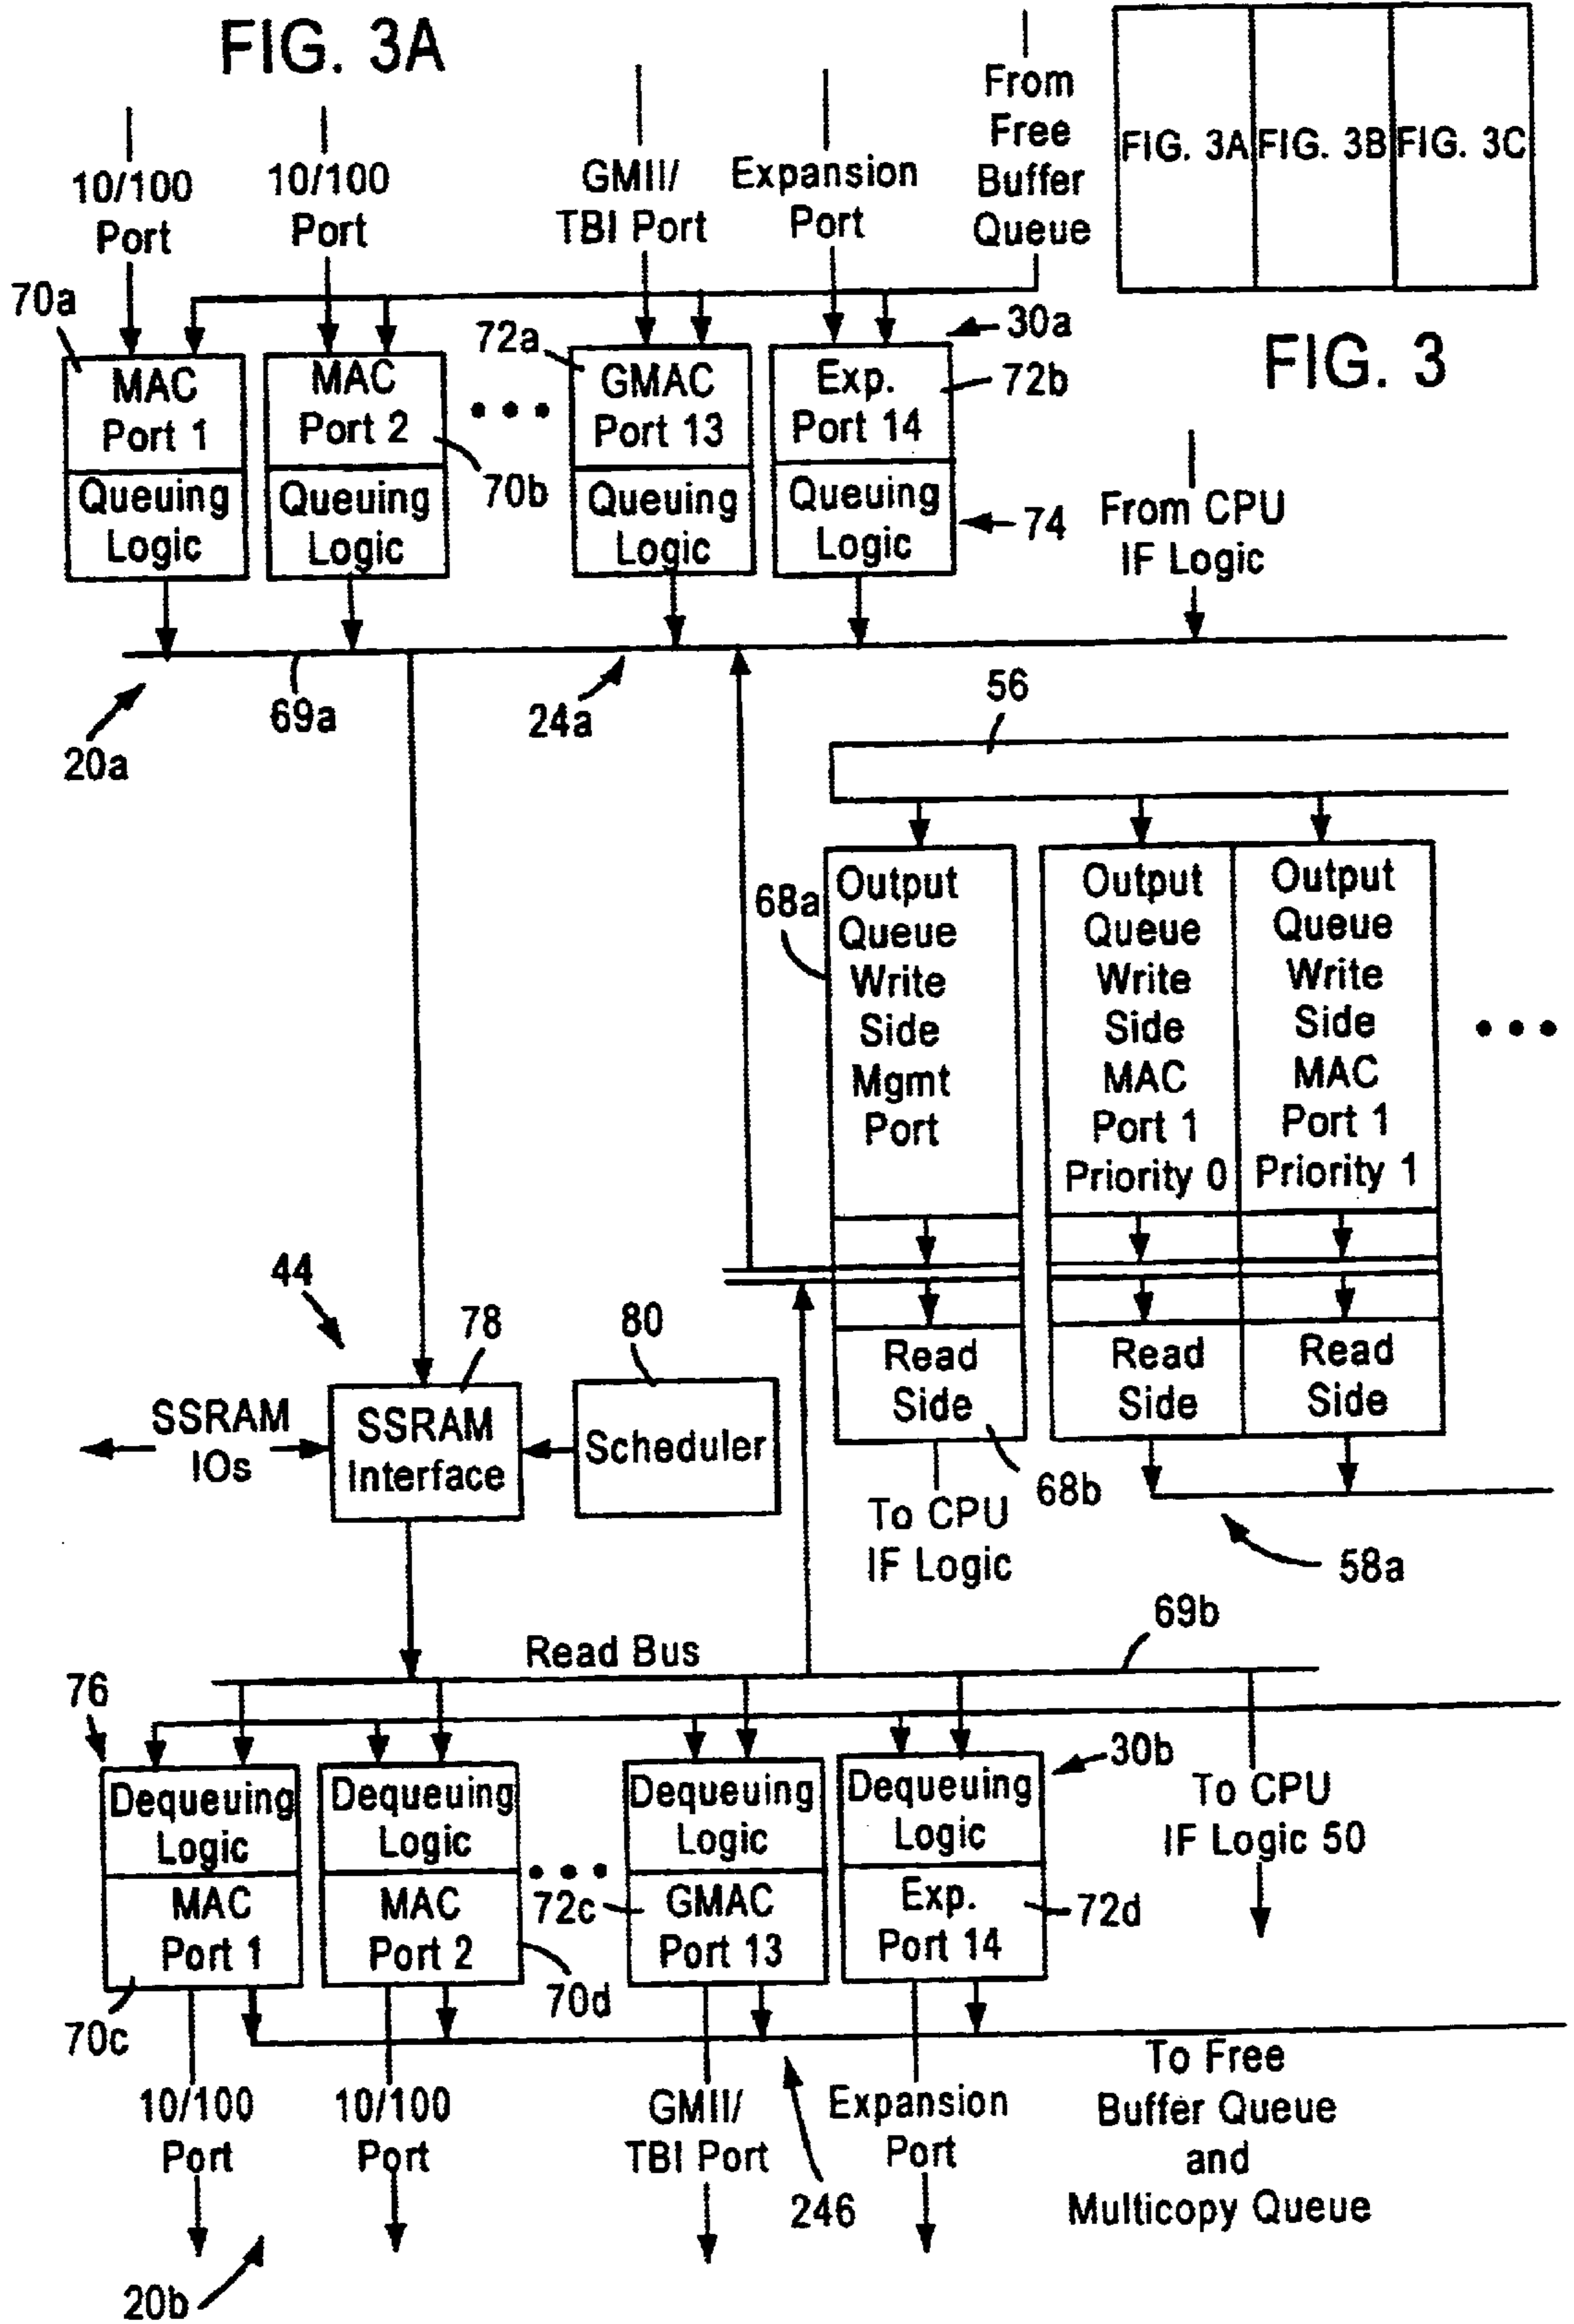 FIG. 3A
FIG. 3A FIG. 3B FIG. 3C
FIG. 3
10/100
Port
10/100
Port
GMII/
TBI Port
Expansion
Port
From
Free
Buffer
Queue
70a
MAC
Port 1
Queuing
Logic
MAC
Port 2
Queuing
Logic
70b
72a
GMAC
Port 13
Queuing
Logic
30a
Exp.
Port 14
72b
Queuing
Logic
74
From CPU
IF Logic
20a
69a
24a
56
68a
Output
Queue
Write
Side
Mgmt
Port
Output
Queue
Write
Side
MAC
Port 1
Priority 0
Output
Queue
Write
Side
MAC
Port 1
Priority 1
Read
Side
Read
Side
Read
Side
68b
To CPU
IF Logic
58a
44
78
80
SSRAM
IOs
SSRAM
Interface
Scheduler
Read Bus
69b
76
Dequeuing
Logic
MAC
Port 1
70c
Dequeuing
Logic
MAC
Port 2
70d
Dequeuing
Logic
72c
GMAC
Port 13
Dequeuing
Logic
Exp.
Port 14
30b
72d
To CPU
IF Logic 50
10/100
Port
10/100
Port
GMII/
TBI Port
Expansion
Port
246
To Free
Buffer Queue
and
Multicopy Queue
20b